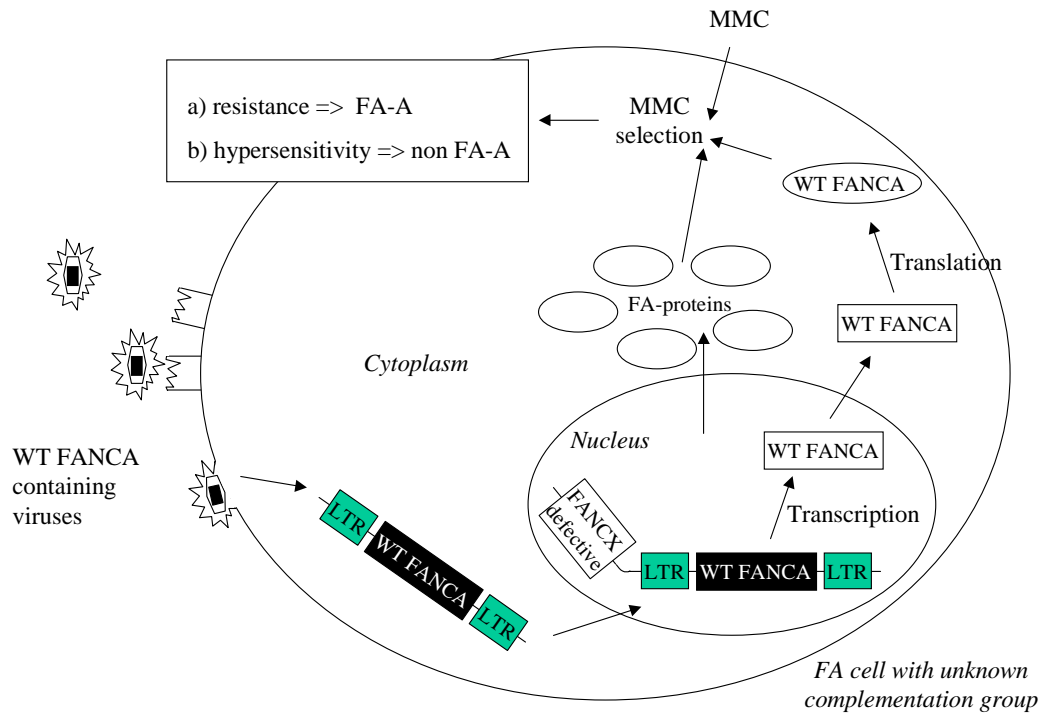 MMC
a) resistance => FA-A
b) hypersensitivity => non FA-A
MMC
selection
WT FANCA
Translation
FA-proteins
WT FANCA
Cytoplasm
Nucleus
WT FANCA
WT FANCA
containing
viruses
FANCX
defective
Transcription
LTR
WT FANCA
LTR
LTR
WT FANCA
LTR
FA cell with unknown
complementation group